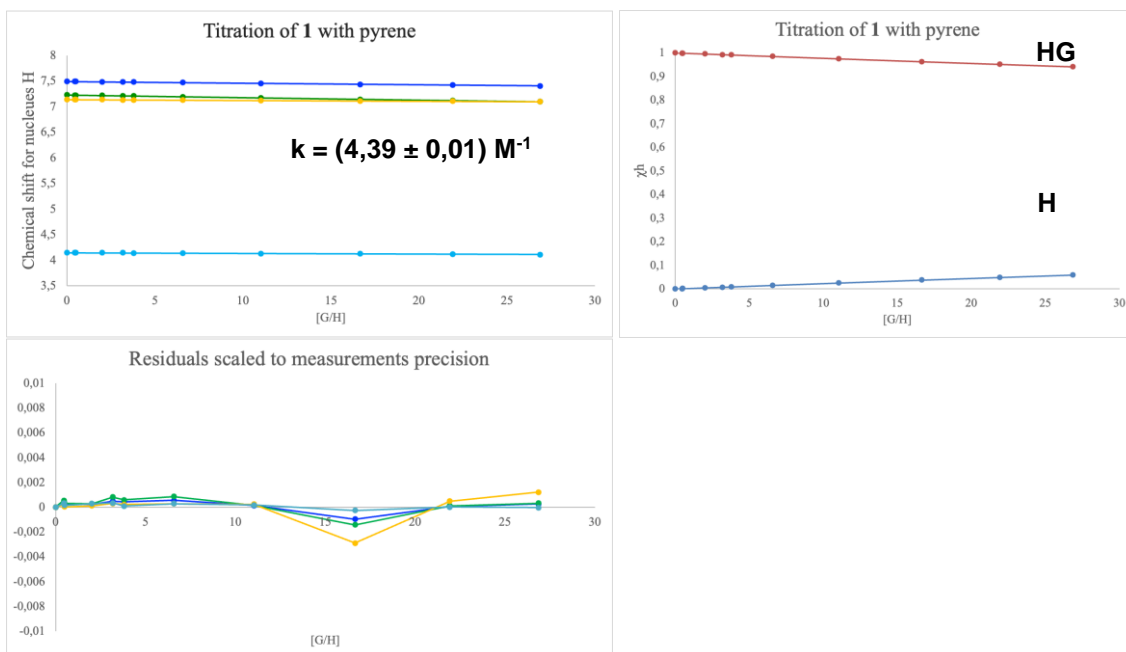 Titration of 1 with pyrene
8
7,5
7
6,5
6
5,5
5
4,5
4
3,5
Chemical shift for nucleues H
k = (4,39 ± 0,01) M-1
0 5 10 15 20 25 30
[G/H]
Titration of 1 with pyrene
HG
1
0,9
0,8
0,7
0,6
0,5
0,4
0,3
0,2
0,1
0
χh
H
0 5 10 15 20 25 30
[G/H]
Residuals scaled to measurements precision
0,01
0,008
0,006
0,004
0,002
0
-0,002
-0,004
-0,006
-0,008
-0,01
0 5 10 15 20 25 30
[G/H]